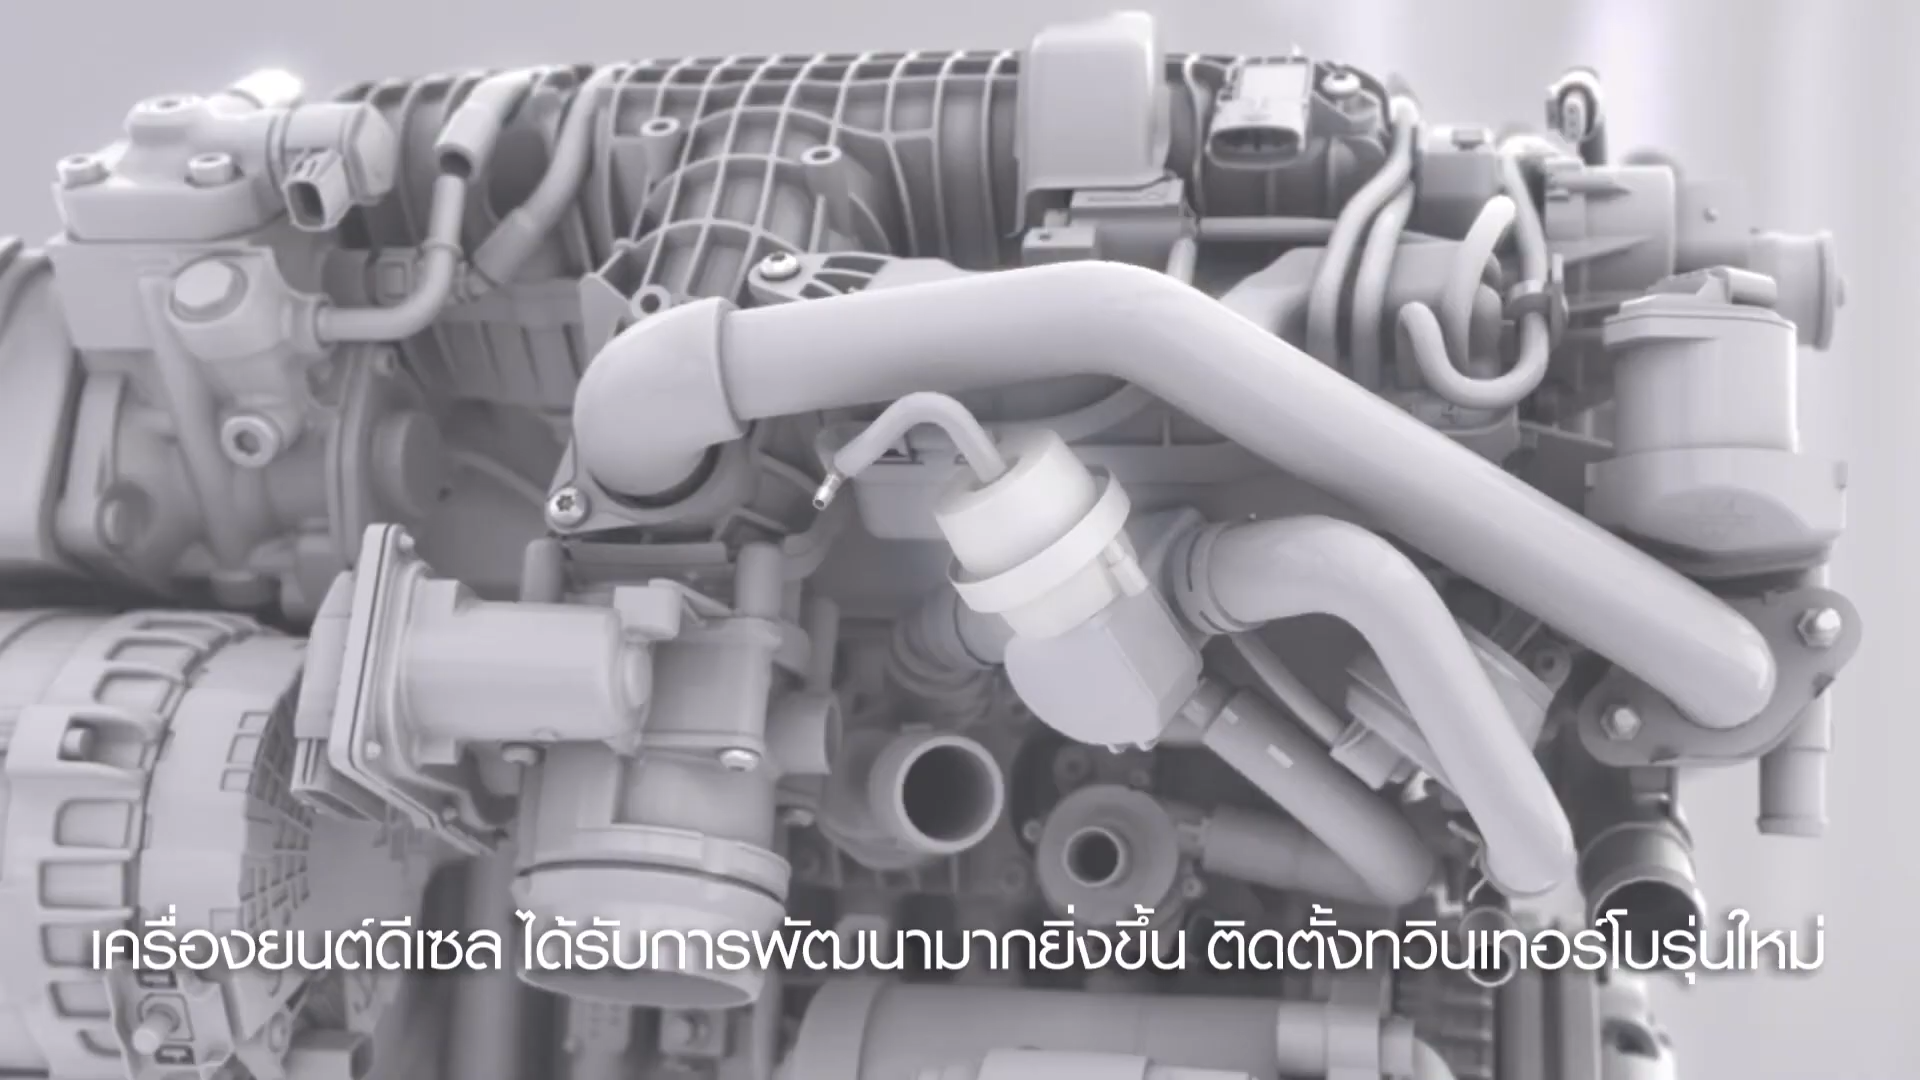 เครื่องยนต์ดีเซล ได้รับการพัฒนามากยิ่งขึ้น ติดตั้งทวินเทอร์โบรุ่นใหม่